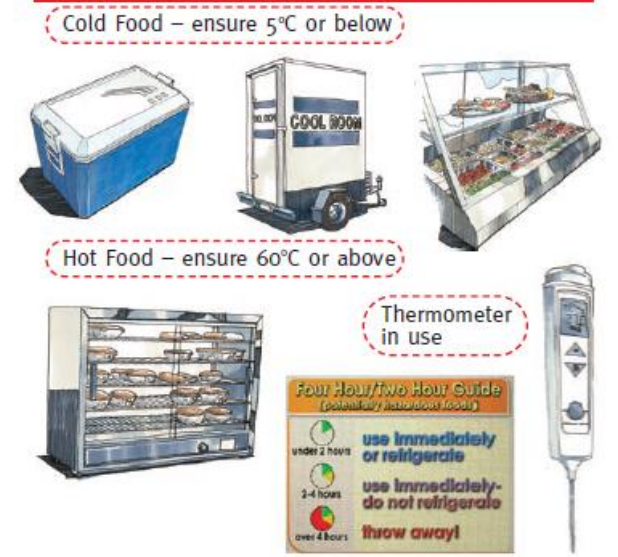 Cold Food – ensure 5°C or below
COOL ROOM
Hot Food – ensure 60°C or above
Thermometer
in use
Four Hour/Two Hour Guide
(potentially hazardous foods)
under 2 hours
use immediately
or refrigerate
2-4 hours
use immediately-
do not refrigerate
over 4 hours
throw away!